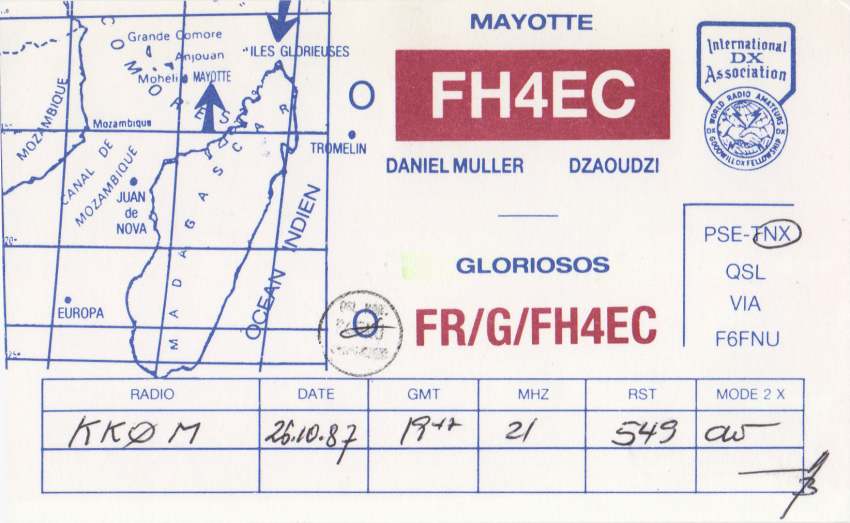 MAYOTTE
FH4EC
DANIEL MULLER DZAOUDZI
International
DX
Association
WORLD RADIO AMATEURS
GOODWILL DX FELLOWSHIP
COMORES
Grande Comore
Anjouan
Moheli
MAYOTTE
ILES GLORIEUSES
MOZAMBIQUE
Mozambique
CANAL DE
MOZAMBIQUE
TROMELIN
JUAN
de
NOVA
MADAGASCAR
OCEAN INDIEN
EUROPA
GLORIOSOS
FR/G/FH4EC
PSE-TNX
QSL
VIA
F6FNU
RADIO DATE GMT MHZ RST MODE 2 X
KKØM 26.10.87 21 549 CW